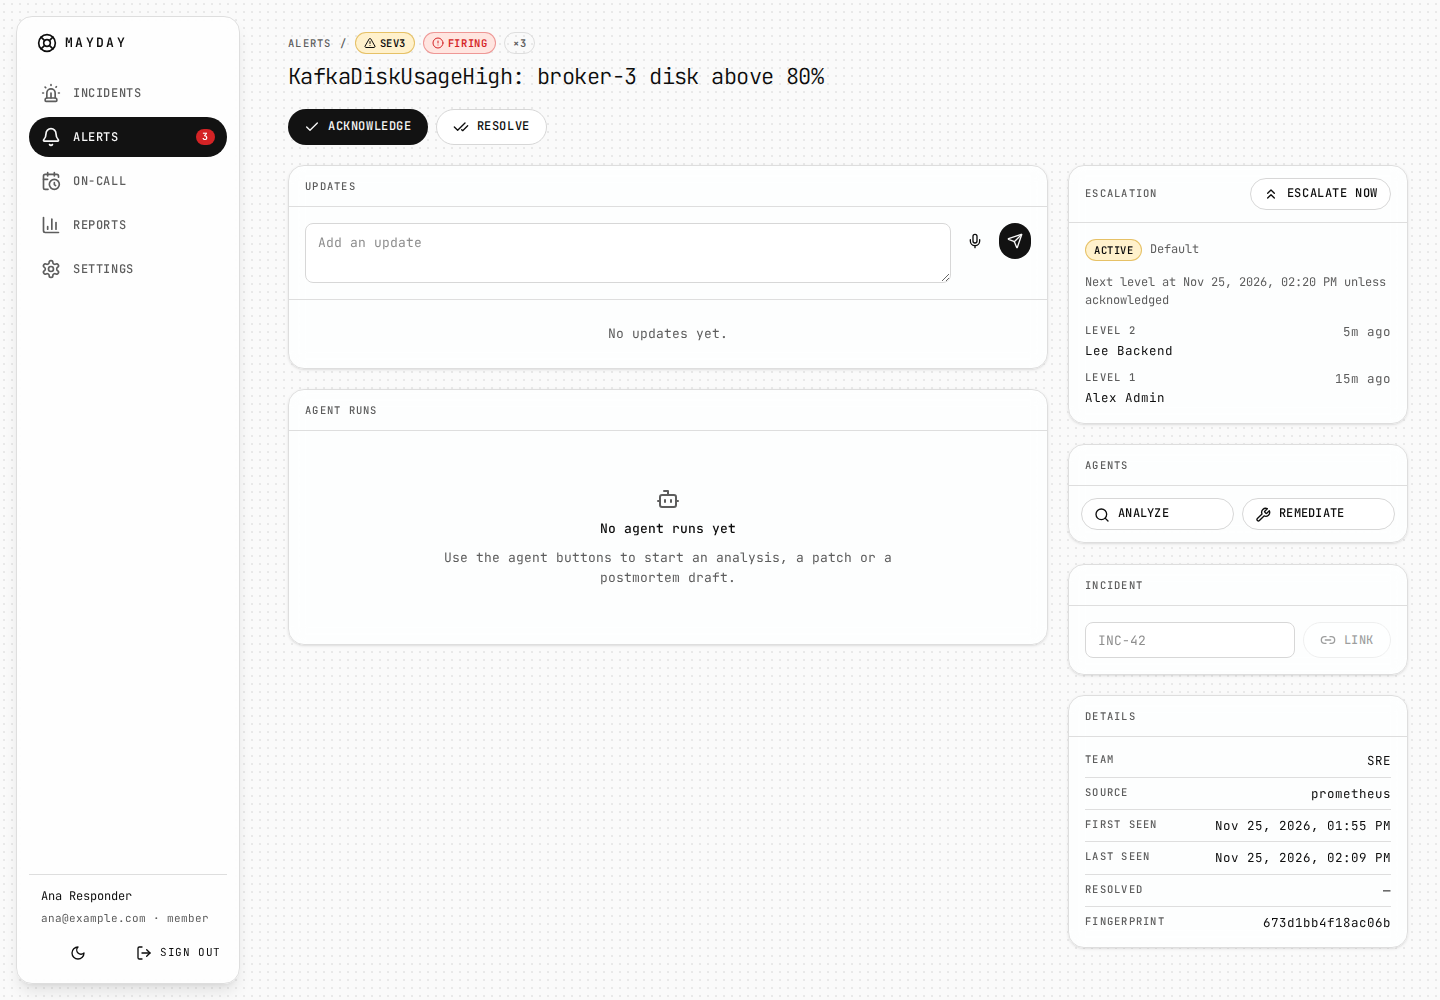 MAYDAY
INCIDENTS
ALERTS 3
ON-CALL
REPORTS
SETTINGS
Ana Responder
ana@example.com · member
SIGN OUT
ALERTS / SEV3 FIRING ×3
KafkaDiskUsageHigh: broker-3 disk above 80%
ACKNOWLEDGE RESOLVE
UPDATES
Add an update
No updates yet.
AGENT RUNS
No agent runs yet
Use the agent buttons to start an analysis, a patch or a
postmortem draft.
ESCALATION ESCALATE NOW
ACTIVE Default
Next level at Nov 25, 2026, 02:20 PM unless
acknowledged
LEVEL 2 5m ago
Lee Backend
LEVEL 1 15m ago
Alex Admin
AGENTS
ANALYZE REMEDIATE
INCIDENT
INC-42 LINK
DETAILS
TEAM SRE
SOURCE prometheus
FIRST SEEN Nov 25, 2026, 01:55 PM
LAST SEEN Nov 25, 2026, 02:09 PM
RESOLVED —
FINGERPRINT 673d1bb4f18ac06b